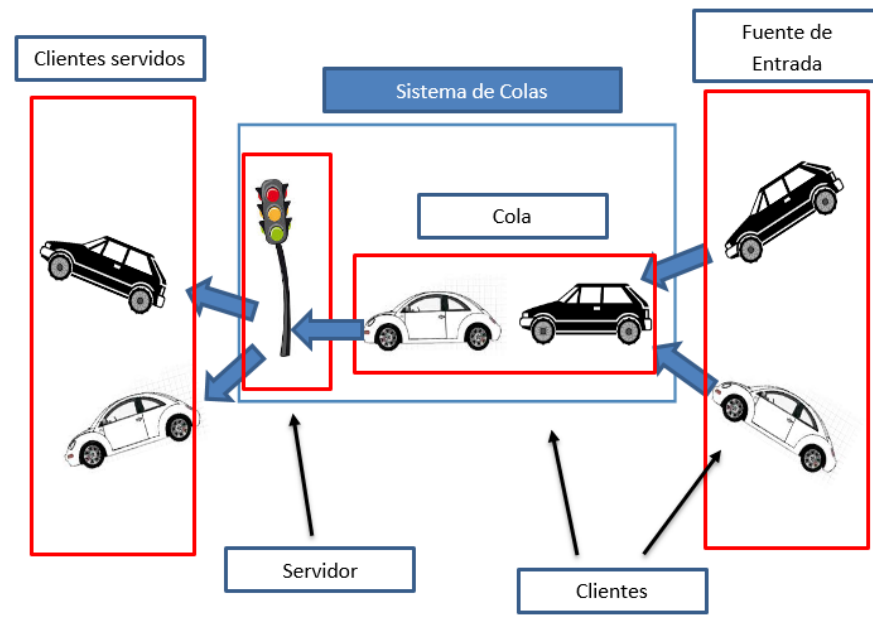 Clientes servidos
Fuente de
Entrada
Sistema de Colas
Cola
Servidor
Clientes